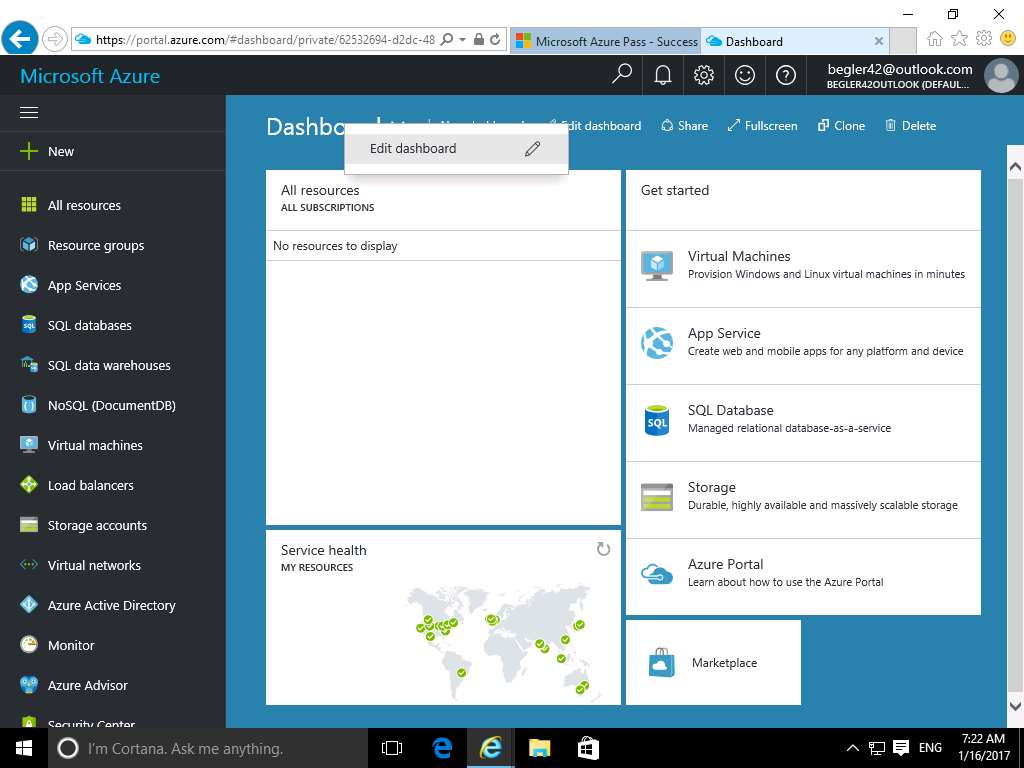 https://portal.azure.com/#dashboard/private/62532694-d2dc-48
Microsoft Azure Pass - Success
Dashboard
Microsoft Azure
begler42@outlook.com
BEGLER42OUTLOOK (DEFAUL...
Edit dashboard
Share
Fullscreen
Clone
Delete
Edit dashboard
New
All resources
Resource groups
App Services
SQL databases
SQL data warehouses
NoSQL (DocumentDB)
Virtual machines
Load balancers
Storage accounts
Virtual networks
Azure Active Directory
Monitor
Azure Advisor
Security Center
All resources
ALL SUBSCRIPTIONS
No resources to display
Service health
MY RESOURCES
Get started
Virtual Machines
Provision Windows and Linux virtual machines in minutes
App Service
Create web and mobile apps for any platform and device
SQL
SQL Database
Managed relational database-as-a-service
Storage
Durable, highly available and massively scalable storage
Azure Portal
Learn about how to use the Azure Portal
Marketplace
I'm Cortana. Ask me anything.
ENG
7:22 AM
1/16/2017